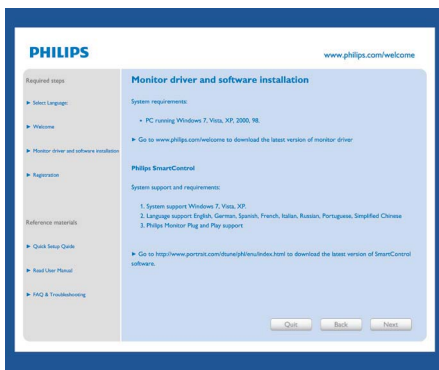 PHILIPS
www.philips.com/welcome
Required steps
► Select Language
► Welcome
► Monitor driver and software installation
► Registration
Reference materials
► Quick Setup Guide
► Read User Manual
► FAQ & Troubleshooting
Monitor driver and software installation
System requirements:
• PC running Windows 7, Vista, XP, 2000, 98,
► Go to www.philips.com/welcome to download the latest version of monitor driver
Philips SmartControl
System support and requirements:
1. System support Windows 7, Vista, XP.
2. Language support English, German, Spanish, French, Italian, Russian, Portuguese, Simplified Chinese
3. Philips Monitor Plug and Play support
► Go to http://www.portrait.com/dtune/phl/enu/index.html to download the latest version of SmartControl
software.
Quit
Back
Next